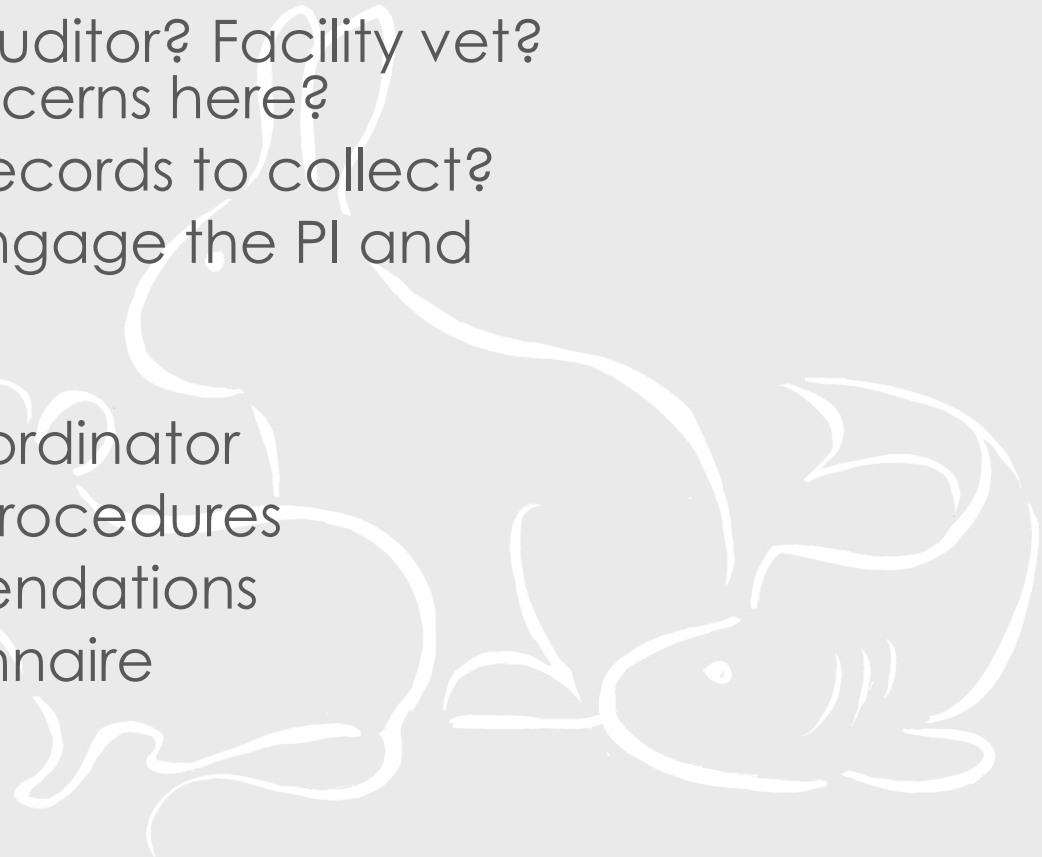 uditor? Facility vet?
cerns here?
ecords to collect?
ngage the PI and
ordinator
rocedures
endations
nnaire